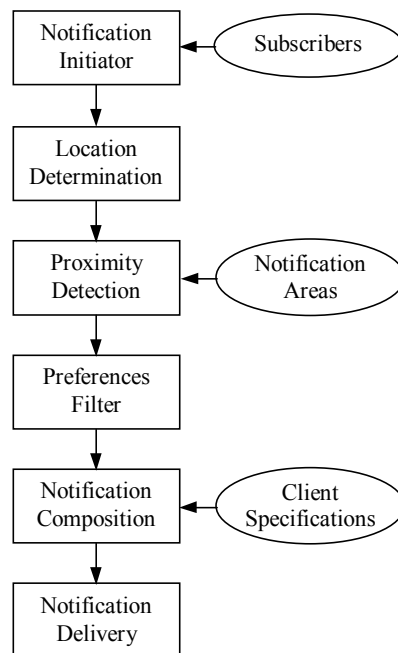 Notification
Initiator
Subscribers
Location
Determination
Proximity
Detection
Notification
Areas
Preferences
Filter
Notification
Composition
Client
Specifications
Notification
Delivery